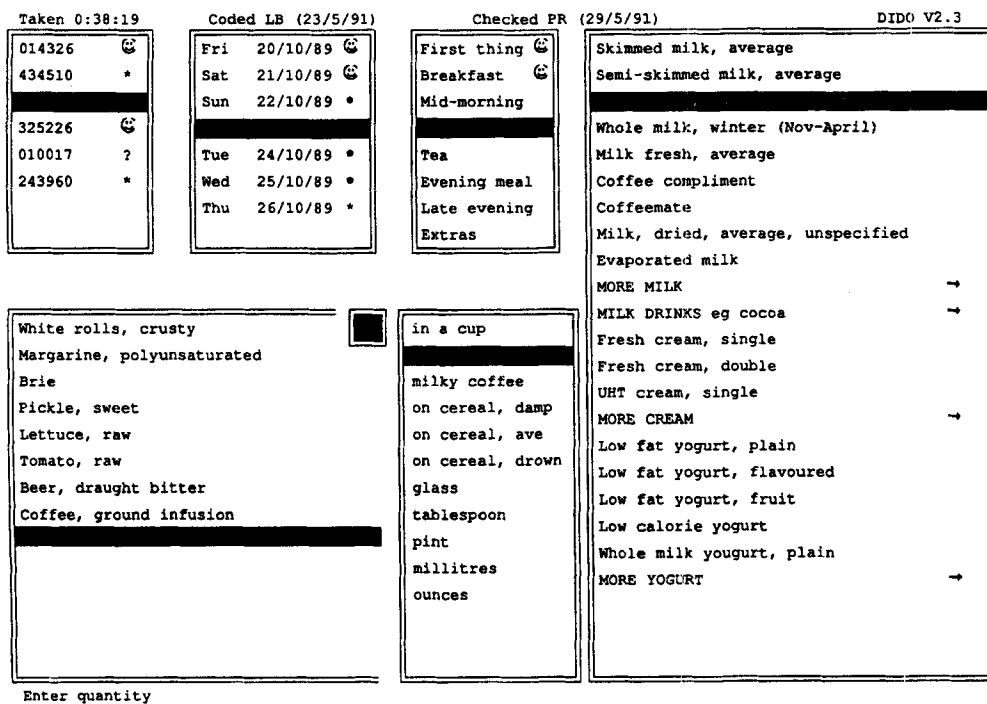 Taken 0:38:19 Coded LB (23/5/91) Checked PR (29/5/91) DIDO V2.3
014326
434510 *
325226
010017 ?
243960 *
Fri 20/10/89
Sat 21/10/89
Sun 22/10/89 •
Tue 24/10/89 •
Wed 25/10/89 •
Thu 26/10/89 *
First thing
Breakfast
Mid-morning
Tea
Evening meal
Late evening
Extras
Skimmed milk, average
Semi-skimmed milk, average
Whole milk, winter (Nov-April)
Milk fresh, average
Coffee compliment
Coffeemate
Milk, dried, average, unspecified
Evaporated milk
MORE MILK →
MILK DRINKS eg cocoa →
Fresh cream, single
Fresh cream, double
UHT cream, single
MORE CREAM →
Low fat yogurt, plain
Low fat yogurt, flavoured
Low fat yogurt, fruit
Low calorie yogurt
Whole milk yougurt, plain
MORE YOGURT →
White rolls, crusty
Margarine, polyunsaturated
Brie
Pickle, sweet
Lettuce, raw
Tomato, raw
Beer, draught bitter
Coffee, ground infusion
in a cup
milky coffee
on cereal, damp
on cereal, ave
on cereal, drown
glass
tablespoon
pint
millitres
ounces
Enter quantity